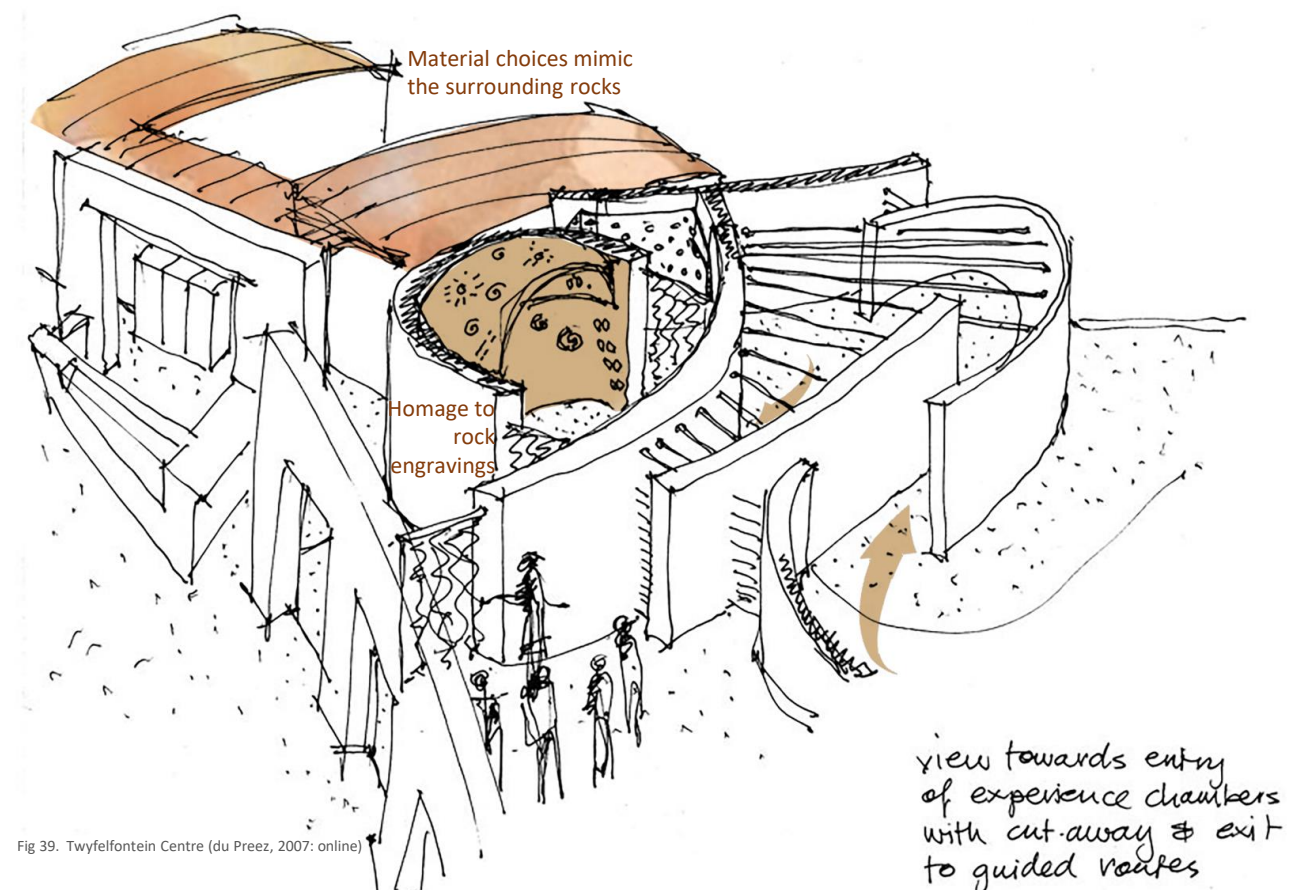 Material choices mimic
the surrounding rocks
Homage to
rock
engravings
view towards entry
of experience chambers
with cut-away & exit
to guided routes
Fig 39. Twyfelfontein Centre (du Preez, 2007: online)